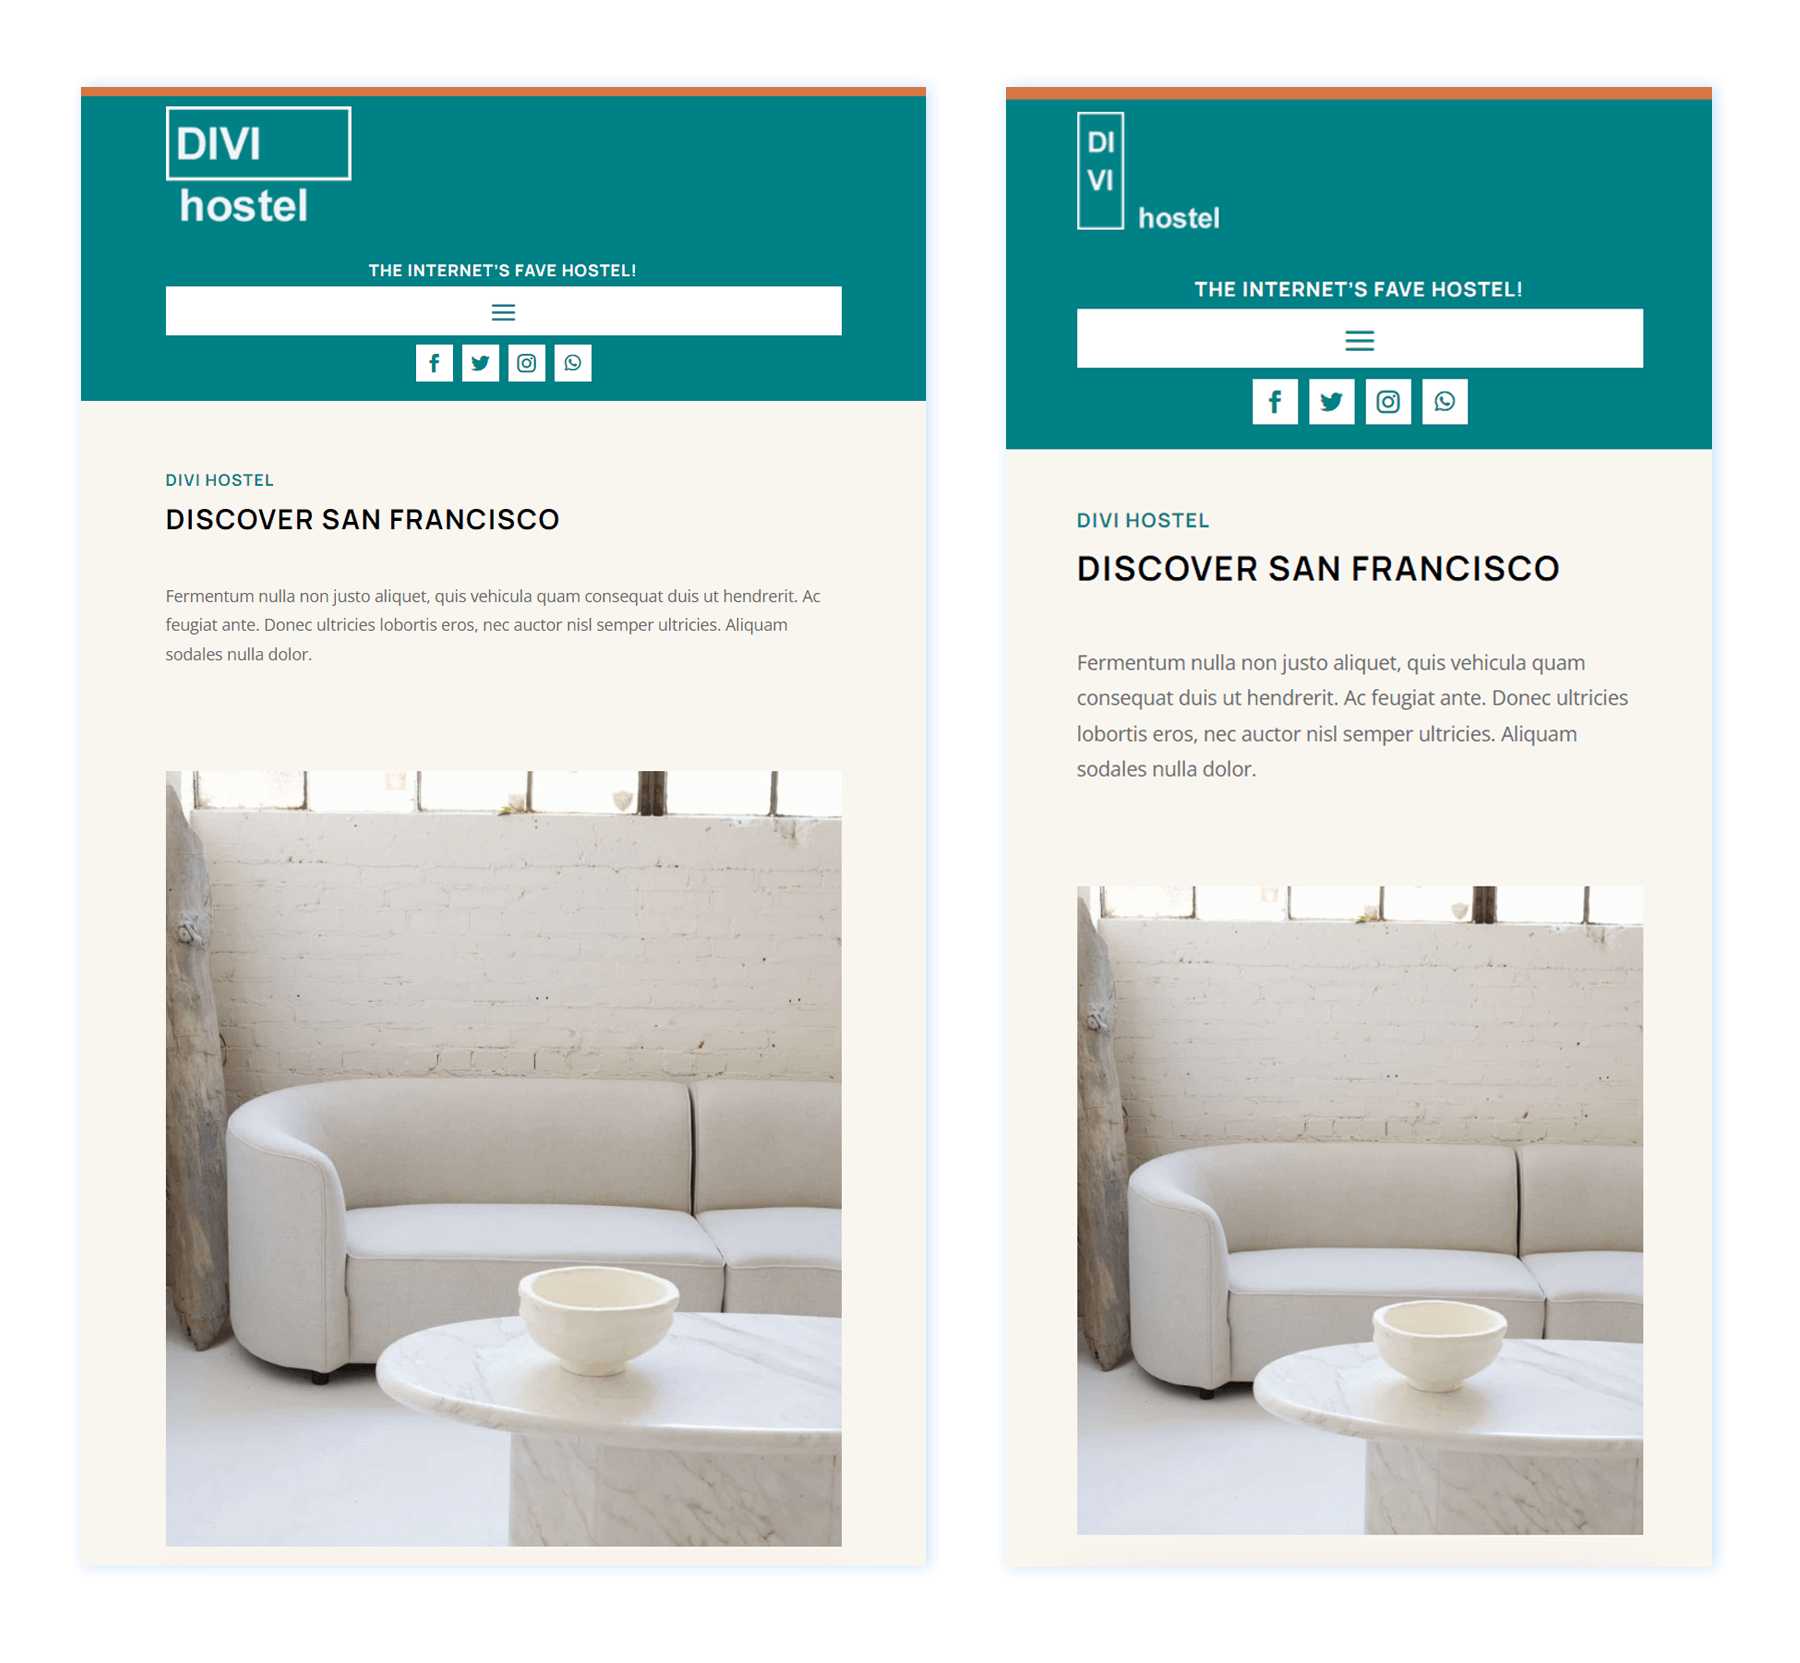 DIVI
hostel
THE INTERNET’S FAVE HOSTEL!
DIVI HOSTEL
DISCOVER SAN FRANCISCO
Fermentum nulla non justo aliquet, quis vehicula quam consequat duis ut hendrerit. Ac
feugiat ante. Donec ultricies lobortis eros, nec auctor nisl semper ultricies. Aliquam
sodales nulla dolor.
DI
VI
hostel
THE INTERNET’S FAVE HOSTEL!
DIVI HOSTEL
DISCOVER SAN FRANCISCO
Fermentum nulla non justo aliquet, quis vehicula quam
consequat duis ut hendrerit. Ac feugiat ante. Donec ultricies
lobortis eros, nec auctor nisl semper ultricies. Aliquam
sodales nulla dolor.